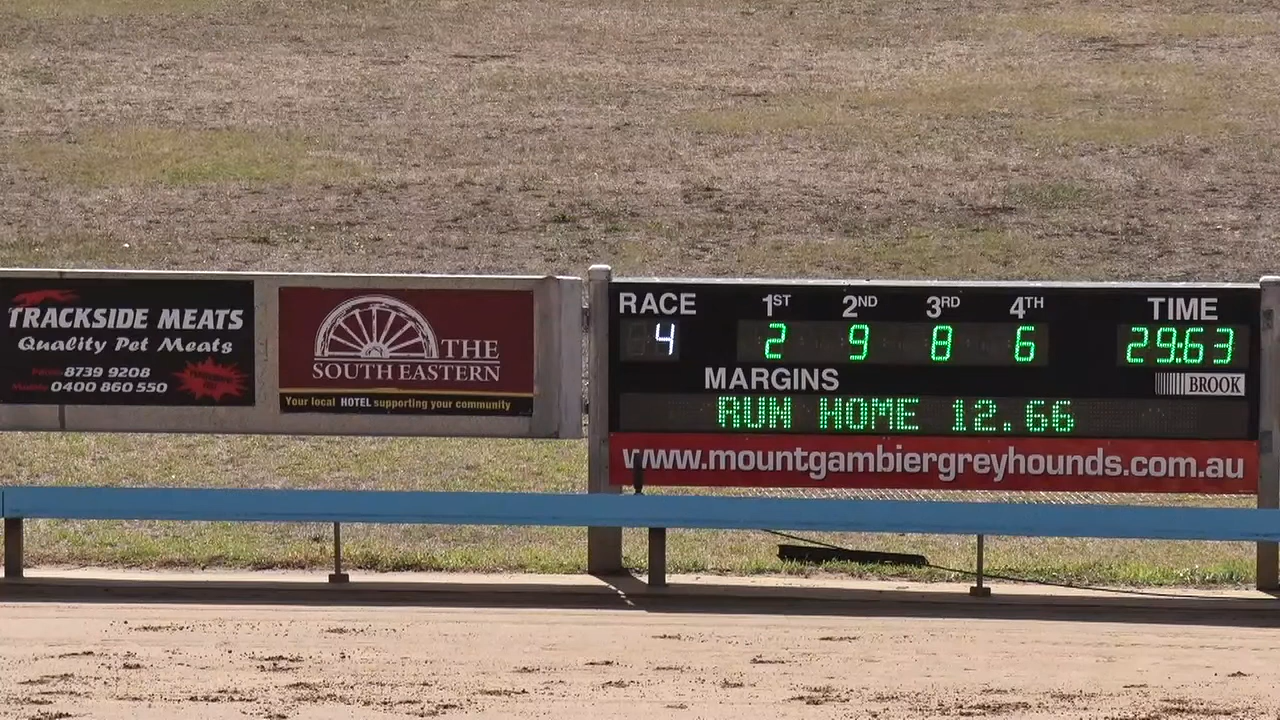 TRACKSIDE MEATS
Quality Pet Meats
8739 9208
0400 860 550
THE
SOUTH EASTERN
Your local HOTEL supporting your community
RACE 1ST 2ND 3RD 4TH TIME
4 2 9 8 6 29.63
MARGINS
BROOK
RUN HOME 12.66
www.mountgambiergreyhounds.com.au